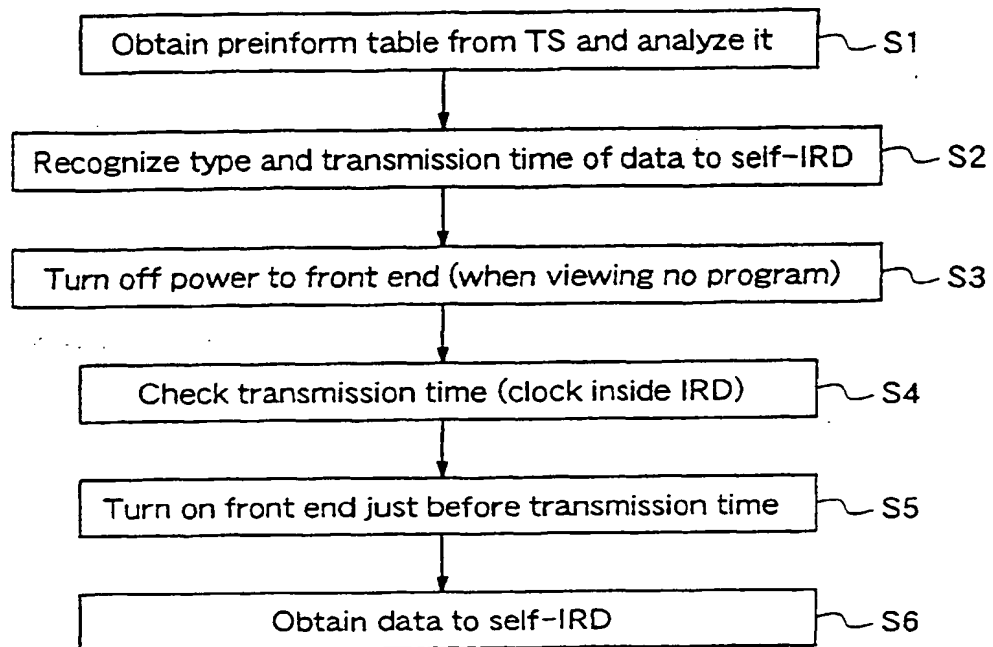 Obtain preinform table from TS and analyze it S1
Recognize type and transmission time of data to self-IRD S2
Turn off power to front end (when viewing no program) S3
Check transmission time (clock inside IRD) S4
Turn on front end just before transmission time S5
Obtain data to self-IRD S6